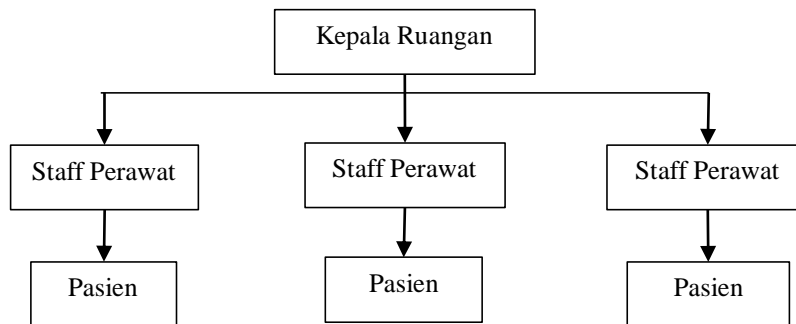 Kepala Ruangan
Staff Perawat
Staff Perawat
Staff Perawat
Pasien
Pasien
Pasien